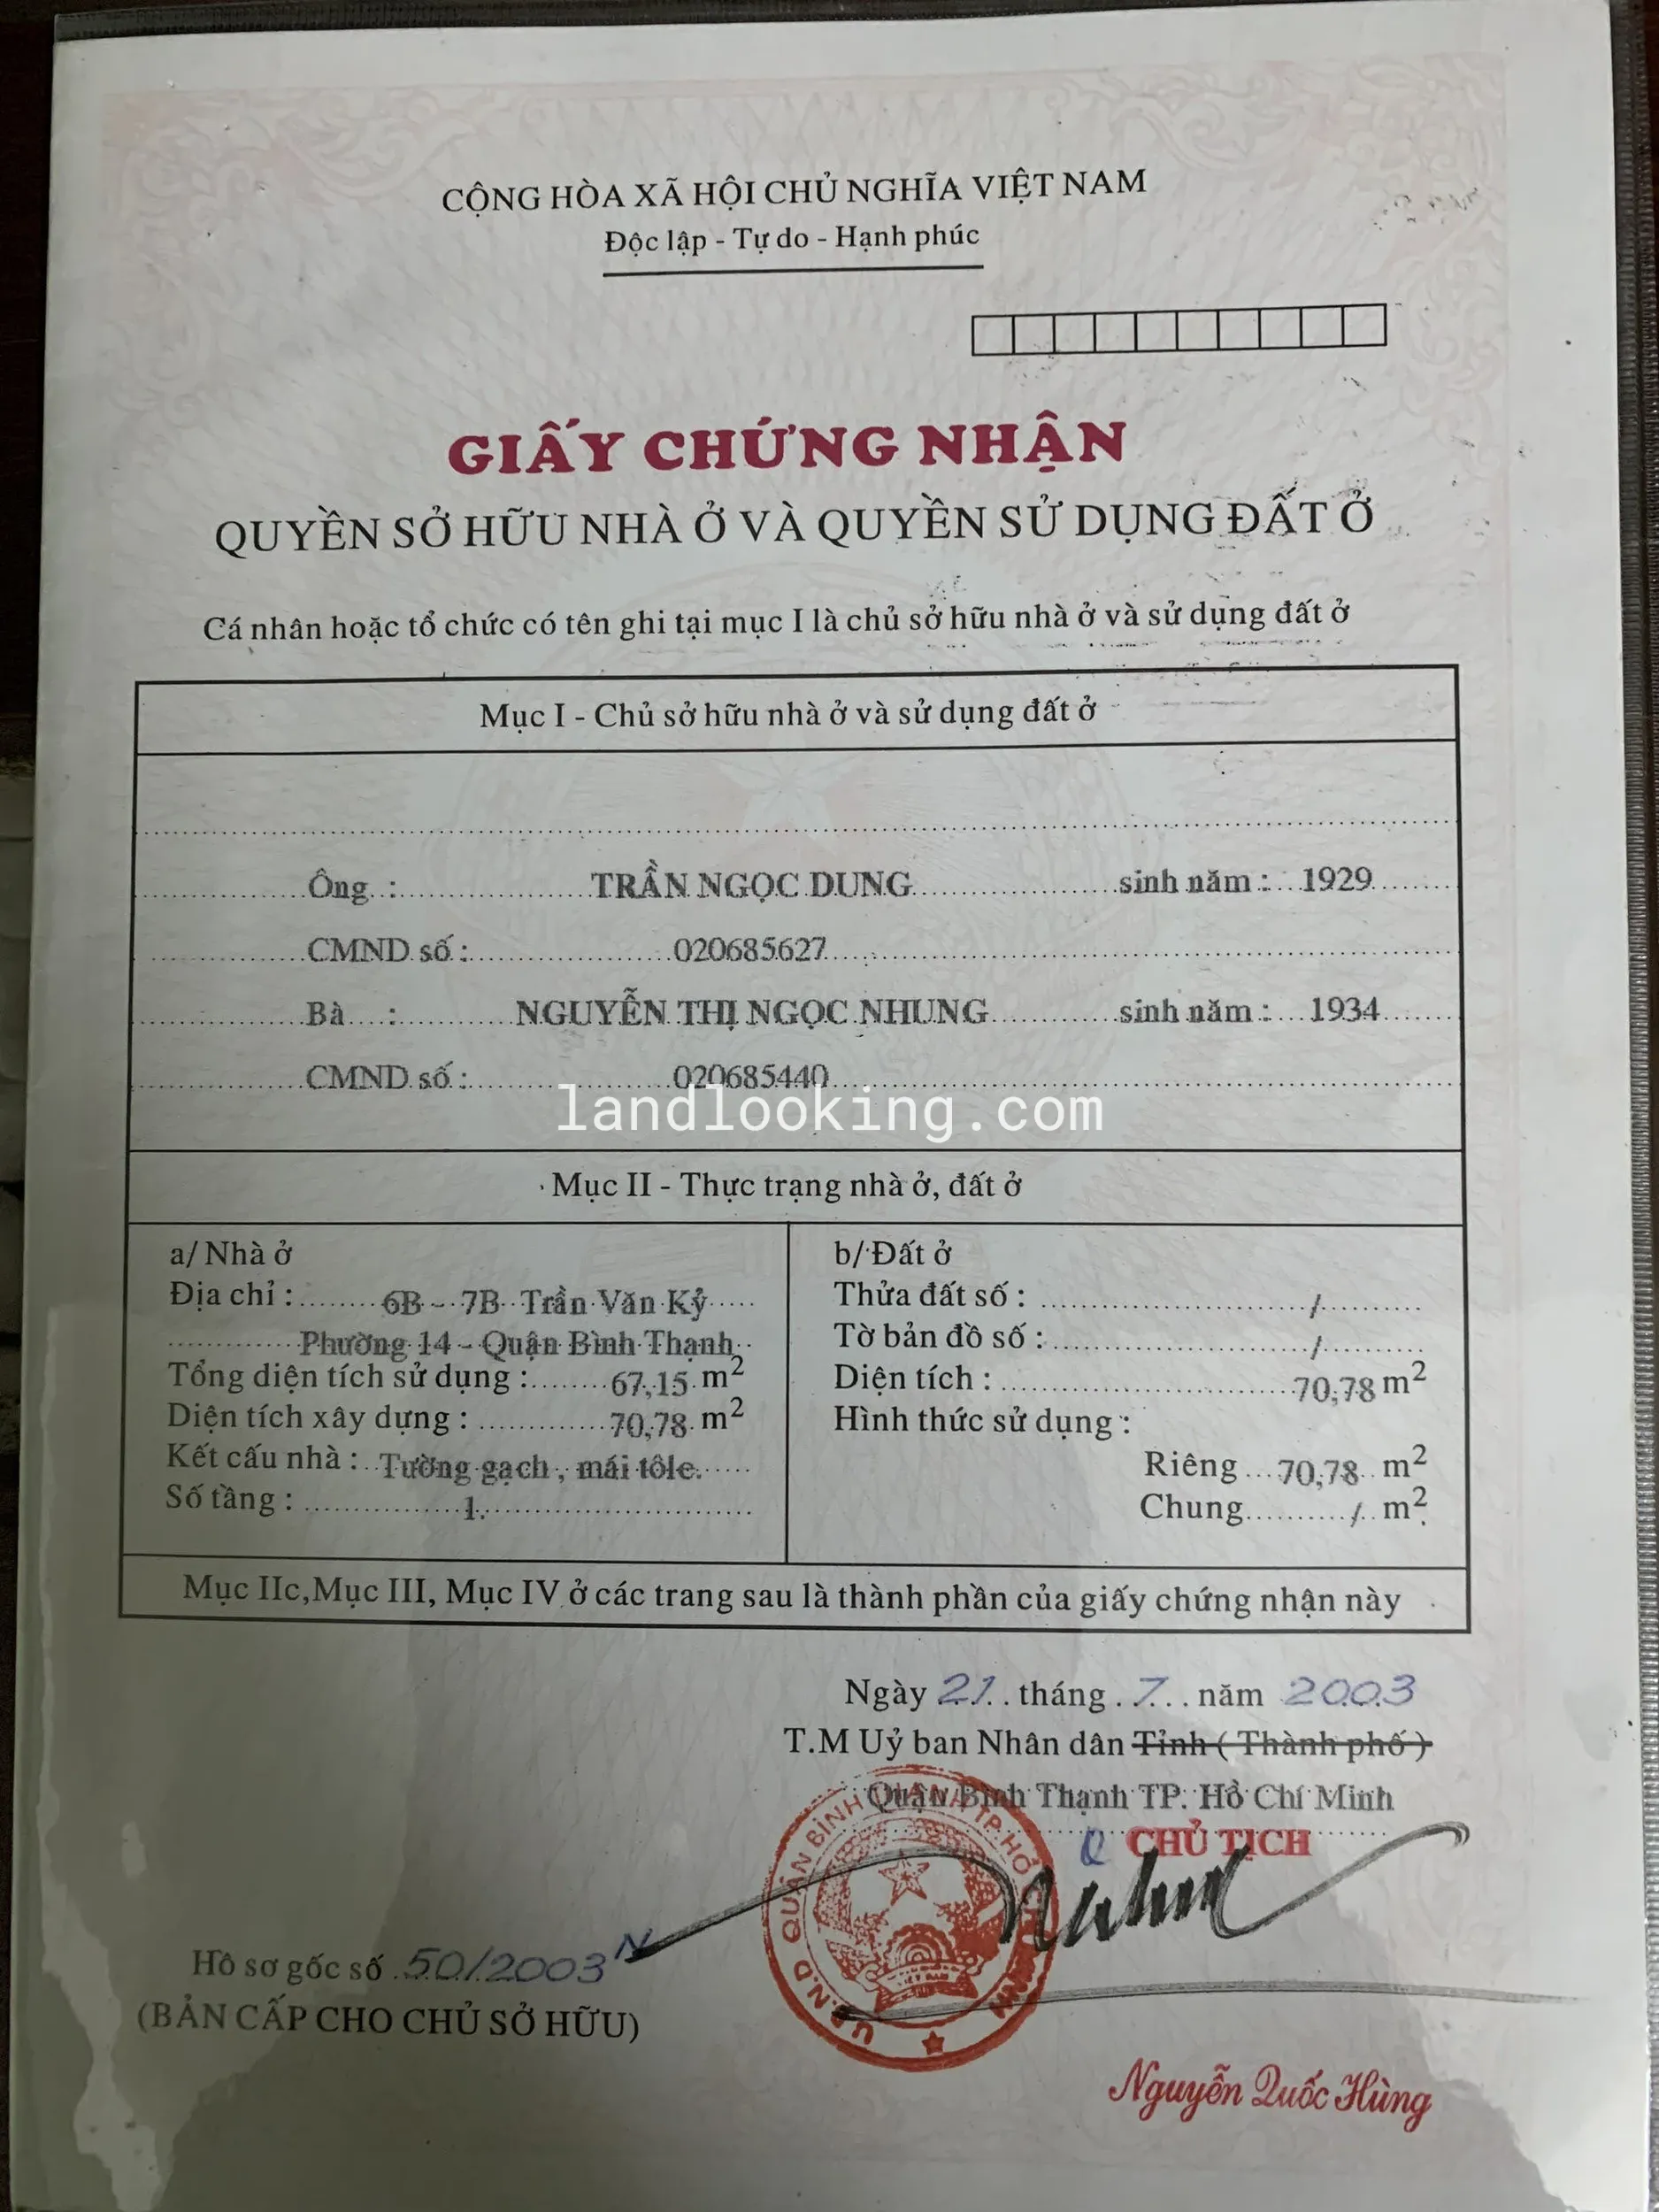 CỘNG HÒA XÃ HỘI CHỦ NGHĨA VIỆT NAM
Độc lập - Tự do - Hạnh phúc
GIẤY CHỨNG NHẬN
QUYỀN SỞ HỮU NHÀ Ở VÀ QUYỀN SỬ DỤNG ĐẤT Ở
Cá nhân hoặc tổ chức có tên ghi tại mục I là chủ sở hữu nhà ở và sử dụng đất ở
Mục I - Chủ sở hữu nhà ở và sử dụng đất ở
Ông : TRẦN NGỌC DUNG sinh năm : 1929
CMND số : 020685627
Bà : NGUYỄN THỊ NGỌC NHUNG sinh năm : 1934
CMND số : 020685440
landlooking.com
Mục II - Thực trạng nhà ở, đất ở
a/ Nhà ở
Địa chỉ : 6B - 7B Trần Văn Kỷ
Phường 14 - Quận Bình Thạnh
Tổng diện tích sử dụng : 67,15 m2
Diện tích xây dựng : 70,78 m2
Kết cấu nhà : Tường gạch, mái tôle.
Số tầng : 1.
b/ Đất ở
Thửa đất số : /
Tờ bản đồ số : /
Diện tích : 70,78 m2
Hình thức sử dụng :
Riêng 70,78 m2
Chung / m2
Mục IIc,Mục III, Mục IV ở các trang sau là thành phần của giấy chứng nhận này
Ngày 21 tháng 7 năm 2003
T.M Uỷ ban Nhân dân Tỉnh ( Thành phố )
Quận Bình Thạnh TP. Hồ Chí Minh
CHỦ TỊCH
U.B.N.D QUẬN BÌNH THẠNH TP. HỒ CHÍ MINH
VIỆT NAM
Hồ sơ gốc số 50/2003
(BẢN CẤP CHO CHỦ SỞ HỮU)
Nguyễn Quốc Hùng